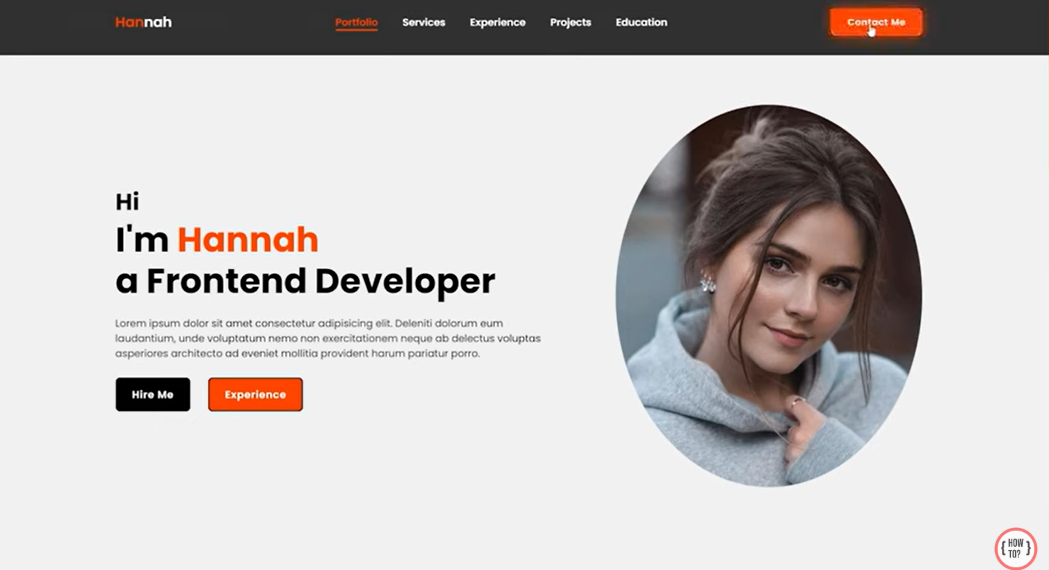 Hannah
Portfolio Services Experience Projects Education
Contact Me
Hi
I'm Hannah
a Frontend Developer
Lorem ipsum dolor sit amet consectetur adipisicing elit. Deleniti dolorum eum
laudantium, unde voluptatum nemo non exercitationem neque ab delectus voluptas
asperiores architecto ad eveniet mollitia provident harum pariatur porro.
Hire Me Experience
{ HOW
TO? }